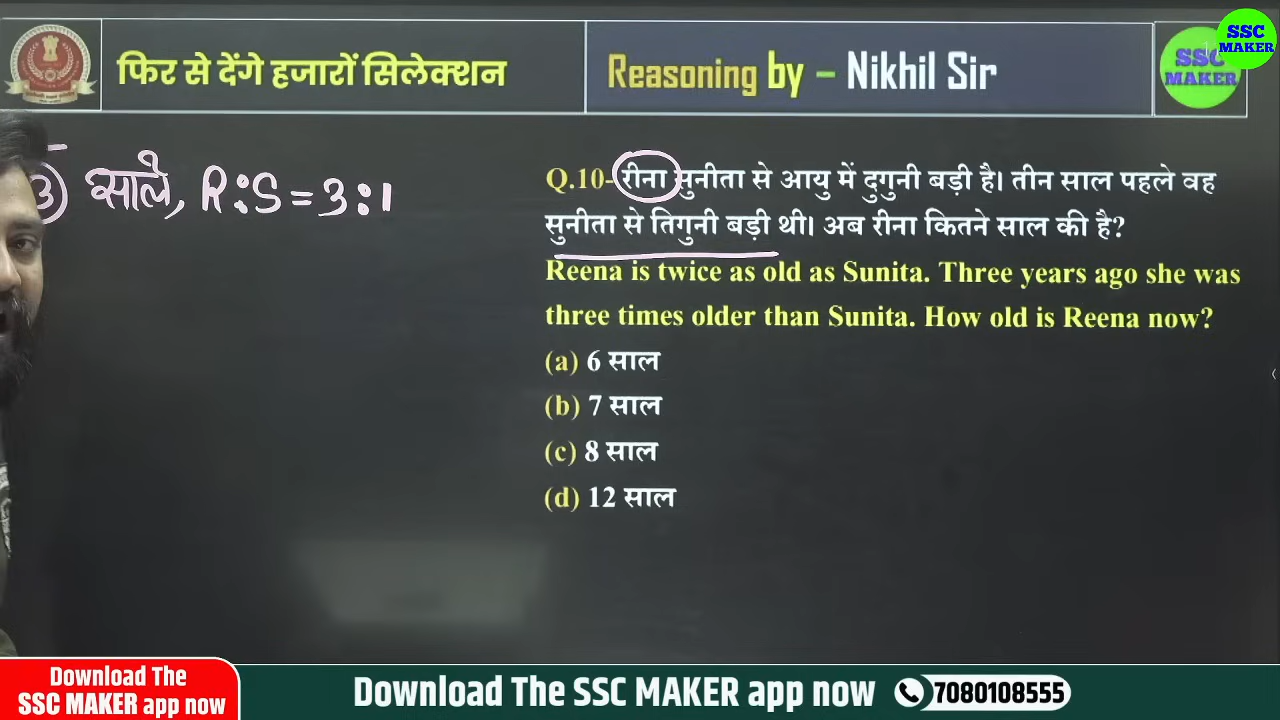 SSC
MAKER
फिर से देंगे हजारों सिलेक्शन
Reasoning by – Nikhil Sir
SSC
MAKER
3 साल, R:S = 3:1
Q.10- रीना सुनीता से आयु में दुगुनी बड़ी है। तीन साल पहले वह
सुनीता से तिगुनी बड़ी थी। अब रीना कितने साल की है?
Reena is twice as old as Sunita. Three years ago she was
three times older than Sunita. How old is Reena now?
(a) 6 साल
(b) 7 साल
(c) 8 साल
(d) 12 साल
Download The
SSC MAKER app now
Download The SSC MAKER app now
7080108555